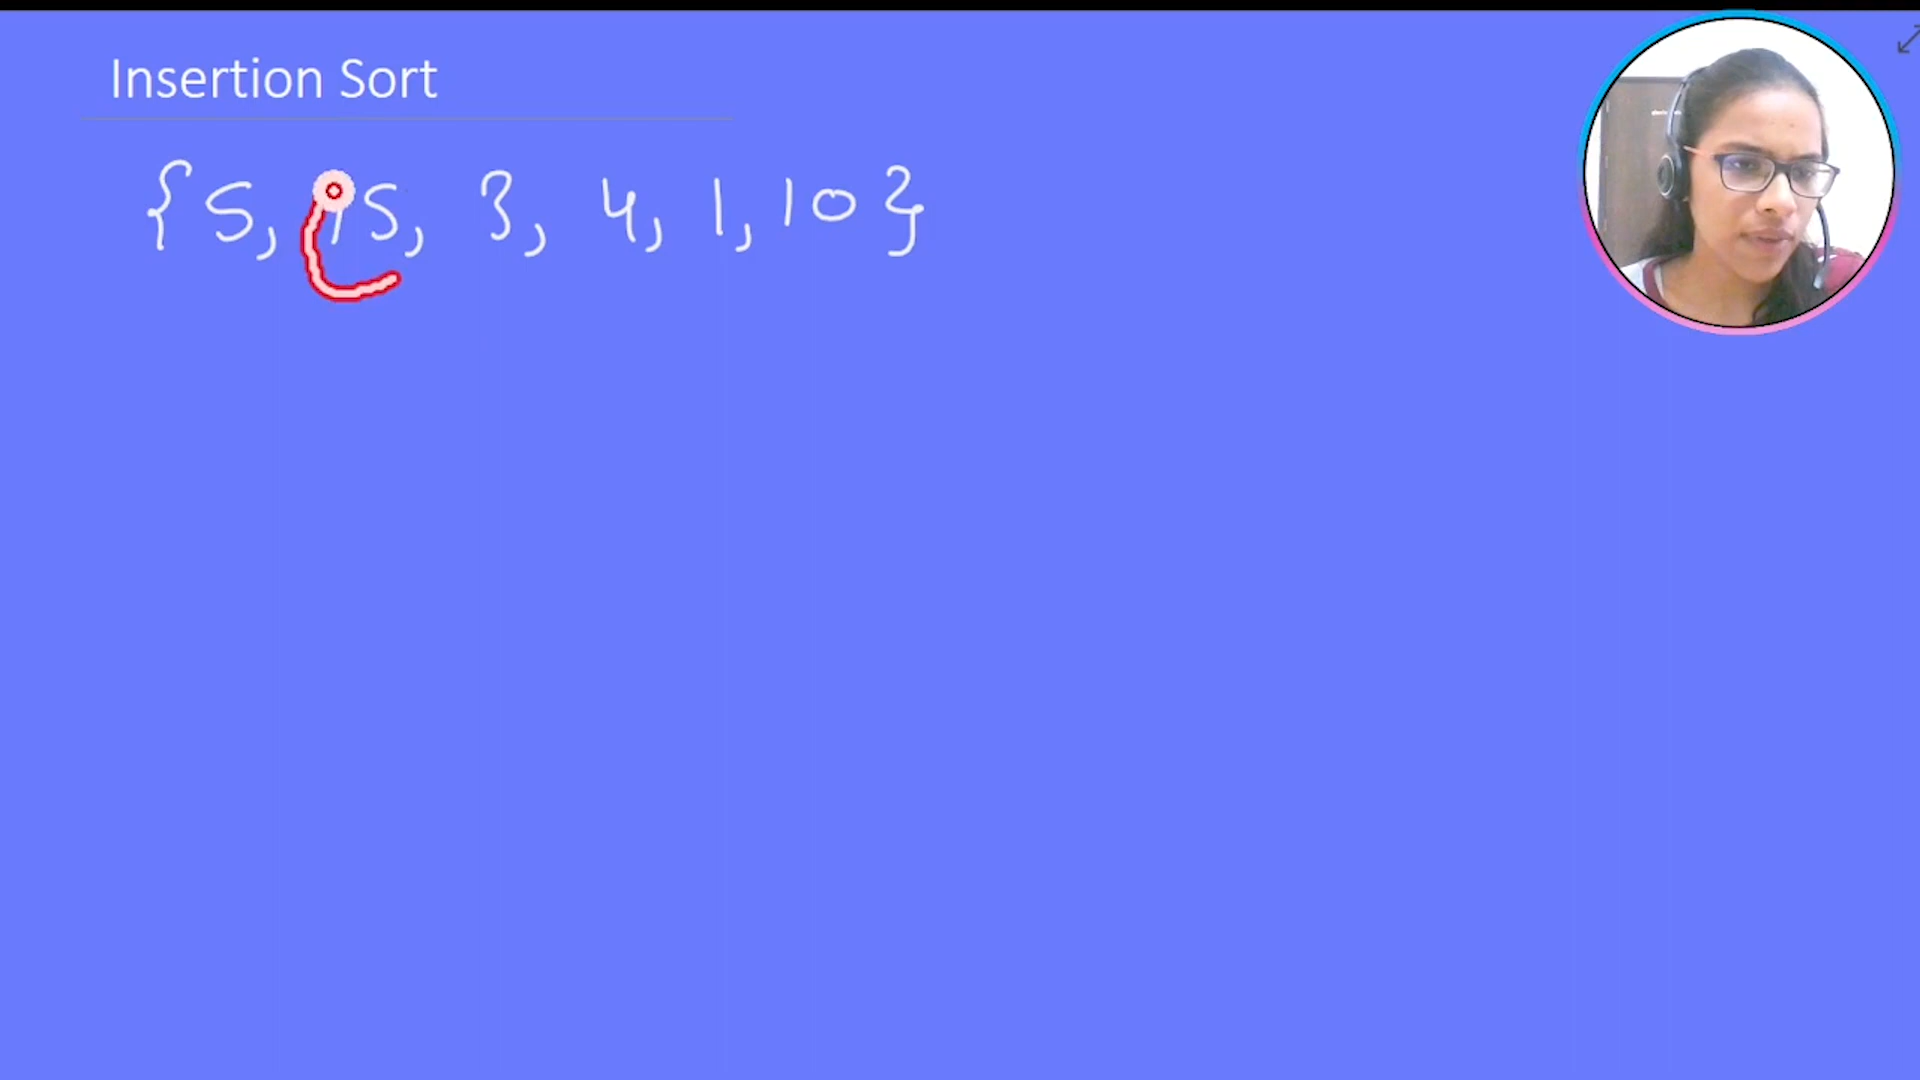 Insertion Sort
{5, 15, 3, 4, 1, 10}